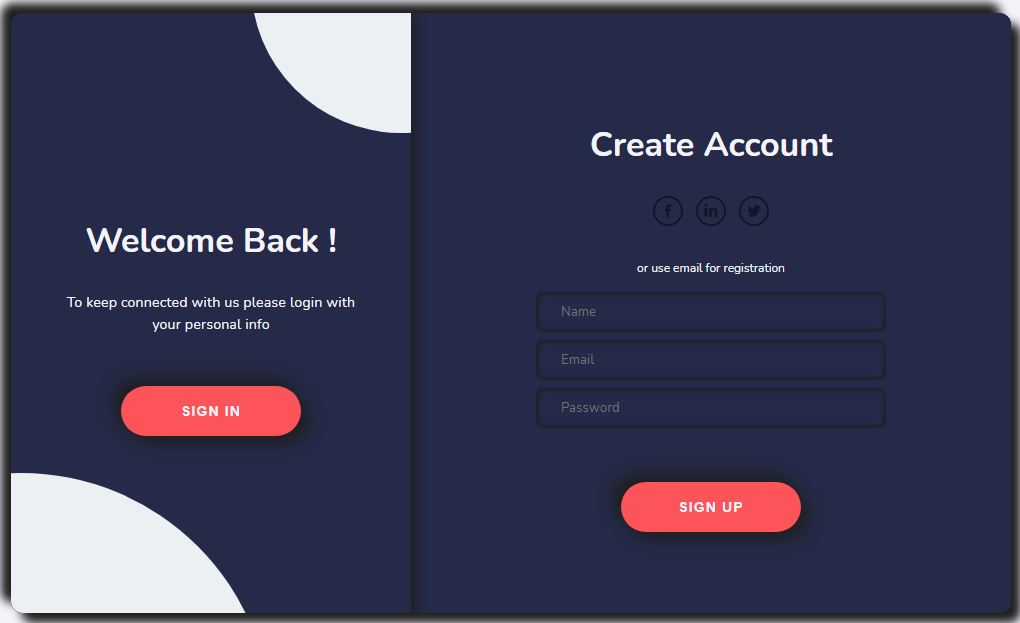 Welcome Back !
To keep connected with us please login with
your personal info
SIGN IN
Create Account
f in
or use email for registration
Name
Email
Password
SIGN UP